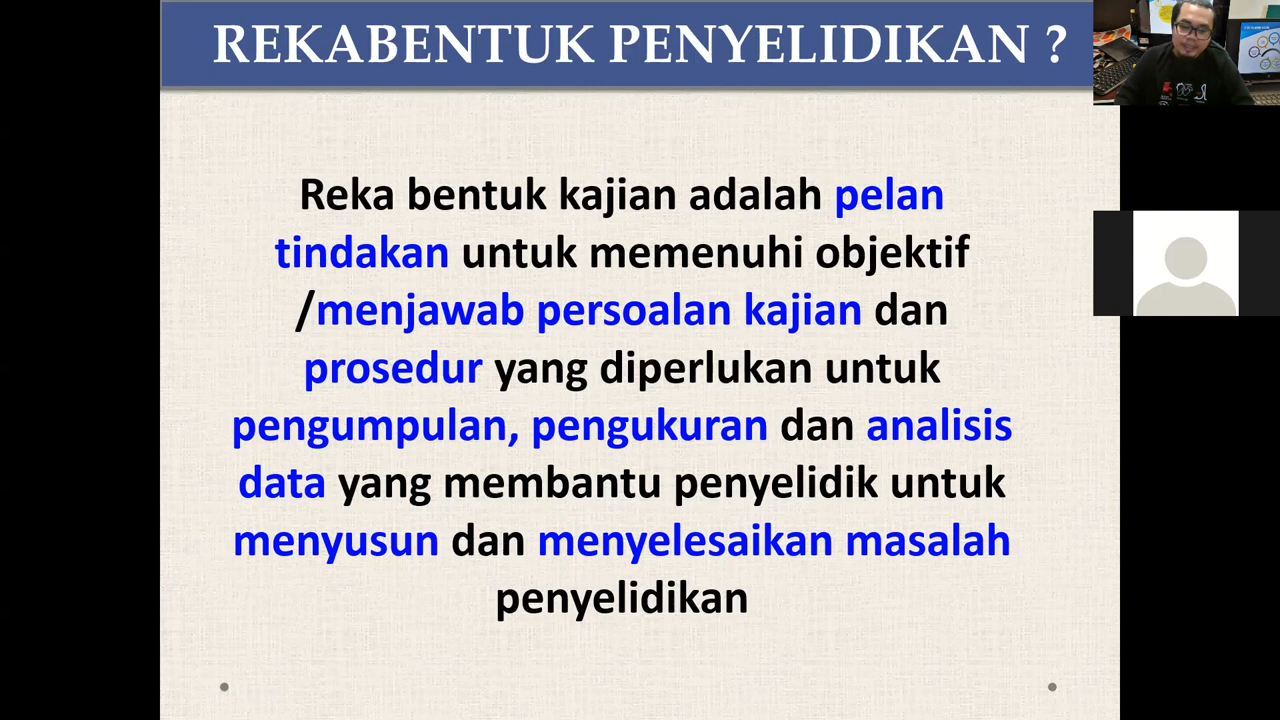 REKABENTUK PENYELIDIKAN ?
Reka bentuk kajian adalah pelan
tindakan untuk memenuhi objektif
/menjawab persoalan kajian dan
prosedur yang diperlukan untuk
pengumpulan, pengukuran dan analisis
data yang membantu penyelidik untuk
menyusun dan menyelesaikan masalah
penyelidikan